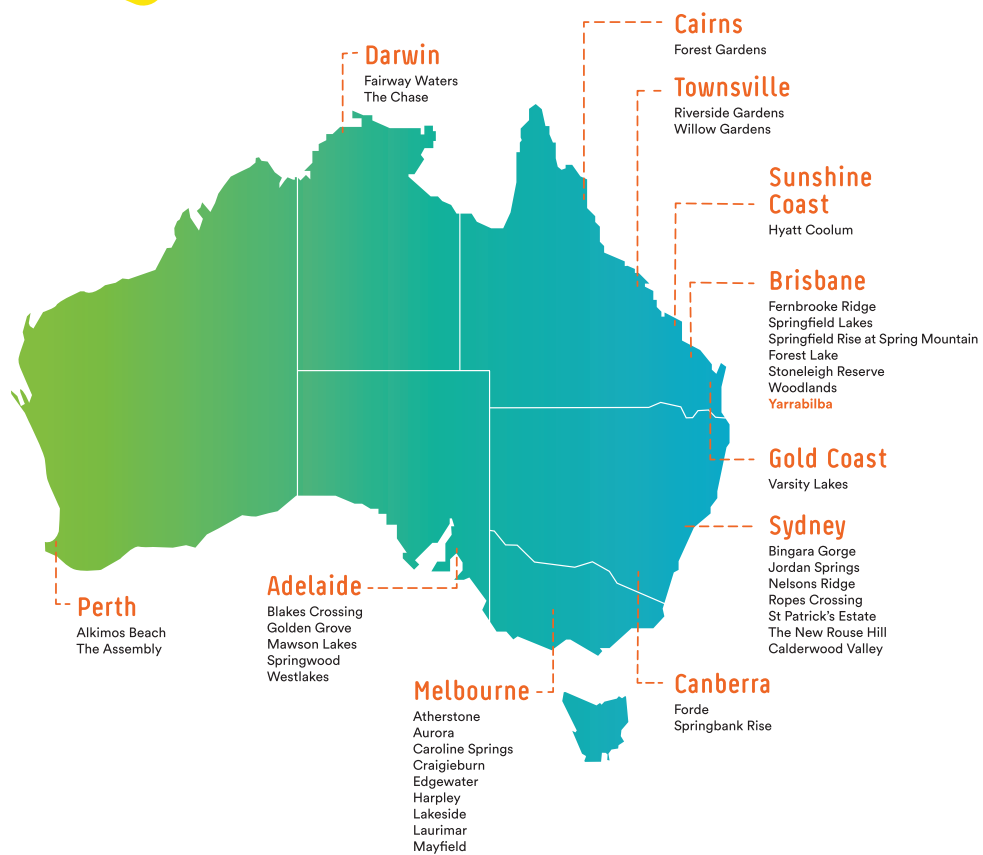 Cairns
Forest Gardens
Darwin
Fairway Waters
The Chase
Townsville
Riverside Gardens
Willow Gardens
Sunshine
Coast
Hyatt Coolum
Brisbane
Fernbrooke Ridge
Springfield Lakes
Springfield Rise at Spring Mountain
Forest Lake
Stoneleigh Reserve
Woodlands
Yarrabilba
Gold Coast
Varsity Lakes
Sydney
Bingara Gorge
Jordan Springs
Nelsons Ridge
Ropes Crossing
St Patrick's Estate
The New Rouse Hill
Calderwood Valley
Perth
Alkimos Beach
The Assembly
Adelaide
Blakes Crossing
Golden Grove
Mawson Lakes
Springwood
Westlakes
Melbourne
Atherstone
Aurora
Caroline Springs
Craigieburn
Edgewater
Harpley
Lakeside
Laurimar
Mayfield
Canberra
Forde
Springbank Rise